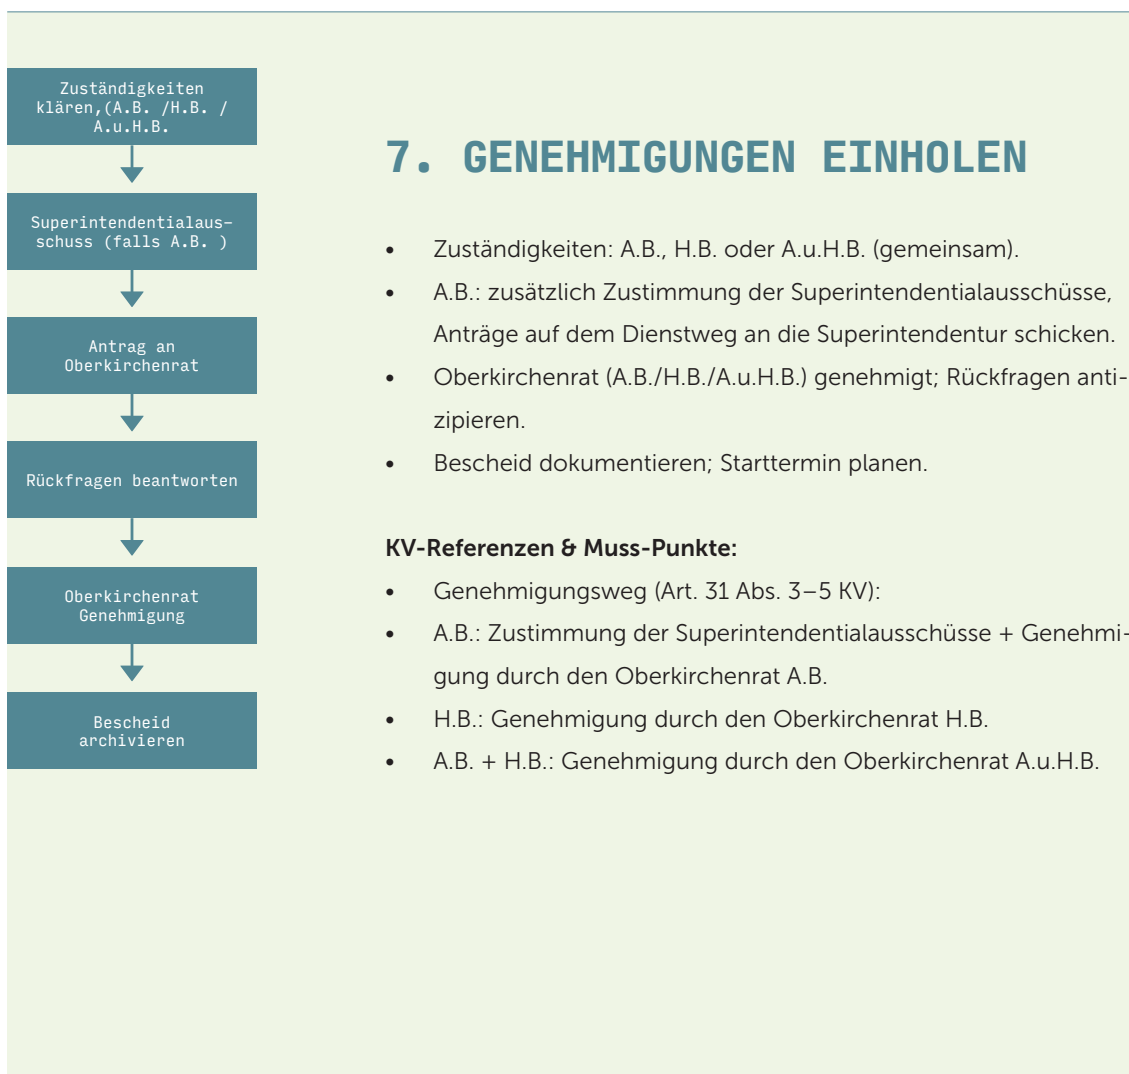 Zuständigkeiten
klären,(A.B. /H.B. /
A.u.H.B.
Superintendentialaus-
schuss (falls A.B. )
Antrag an
Oberkirchenrat
Rückfragen beantworten
Oberkirchenrat
Genehmigung
Bescheid
archivieren
7. GENEHMIGUNGEN EINHOLEN
• Zuständigkeiten: A.B., H.B. oder A.u.H.B. (gemeinsam).
• A.B.: zusätzlich Zustimmung der Superintendentialausschüsse,
Anträge auf dem Dienstweg an die Superintendentur schicken.
• Oberkirchenrat (A.B./H.B./A.u.H.B.) genehmigt; Rückfragen anti-
zipieren.
• Bescheid dokumentieren; Starttermin planen.
KV-Referenzen & Muss-Punkte:
• Genehmigungsweg (Art. 31 Abs. 3–5 KV):
• A.B.: Zustimmung der Superintendentialausschüsse + Genehmi-
gung durch den Oberkirchenrat A.B.
• H.B.: Genehmigung durch den Oberkirchenrat H.B.
• A.B. + H.B.: Genehmigung durch den Oberkirchenrat A.u.H.B.